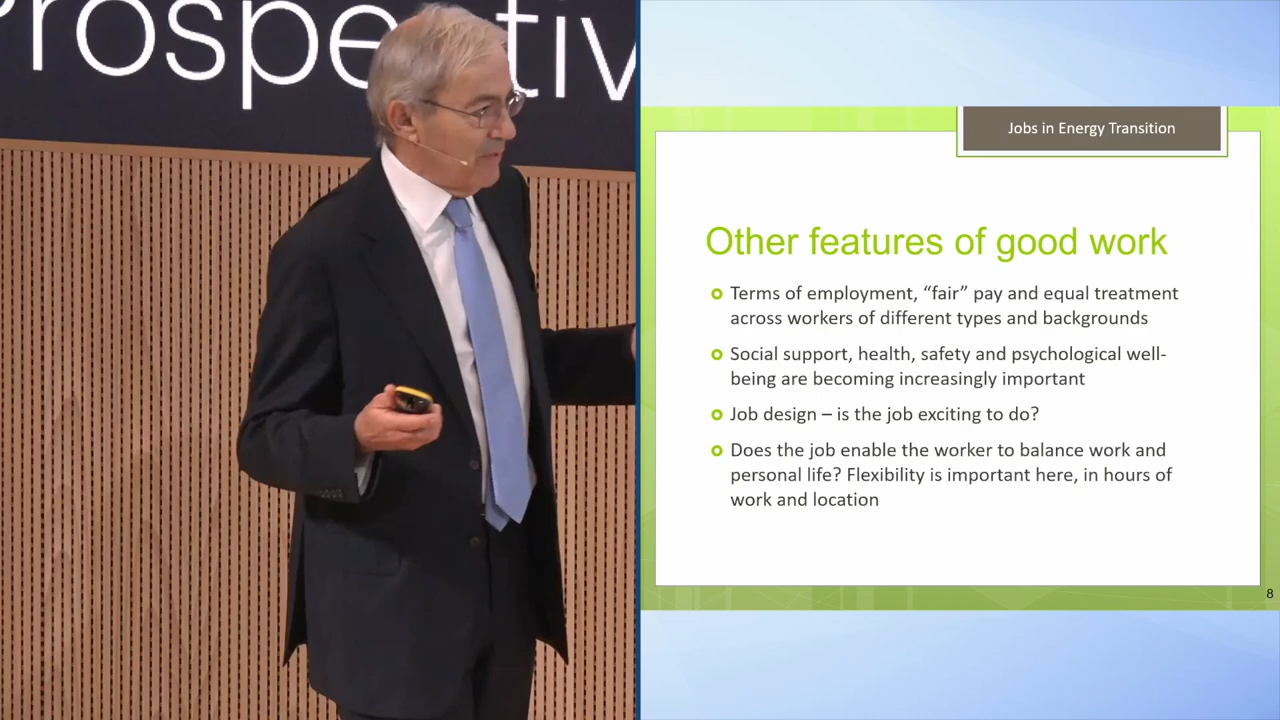 Prospectiv
Jobs in Energy Transition
Other features of good work
Terms of employment, “fair” pay and equal treatment
across workers of different types and backgrounds
Social support, health, safety and psychological well-
being are becoming increasingly important
Job design – is the job exciting to do?
Does the job enable the worker to balance work and
personal life? Flexibility is important here, in hours of
work and location
8